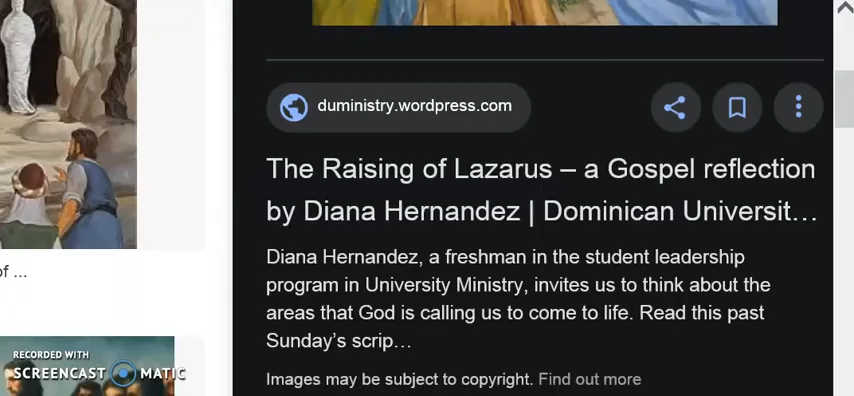 duministry.wordpress.com
The Raising of Lazarus – a Gospel reflection
by Diana Hernandez | Dominican Universit...
Diana Hernandez, a freshman in the student leadership
program in University Ministry, invites us to think about the
areas that God is calling us to come to life. Read this past
Sunday's scrip...
Images may be subject to copyright. Find out more
of ...
RECORDED WITH
SCREENCAST MATIC